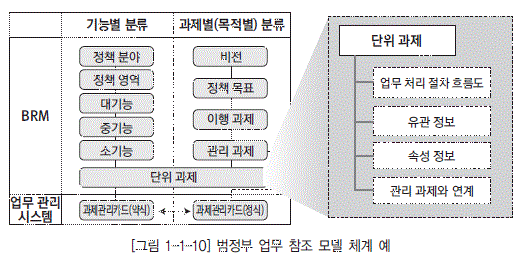 기능별 분류
과제별(목적별) 분류
BRM
정책 분야
비전
정책 영역
정책 목표
대기능
이행 과제
중기능
소기능
관리 과제
단위 과제
업무 관리
시스템
과제관리카드(약식)
과제관리카드(정식)
단위 과제
업무 처리 절차 흐름도
유관 정보
속성 정보
관리 과제와 연계
[그림 1-1-10] 범정부 업무 참조 모델 체계 예